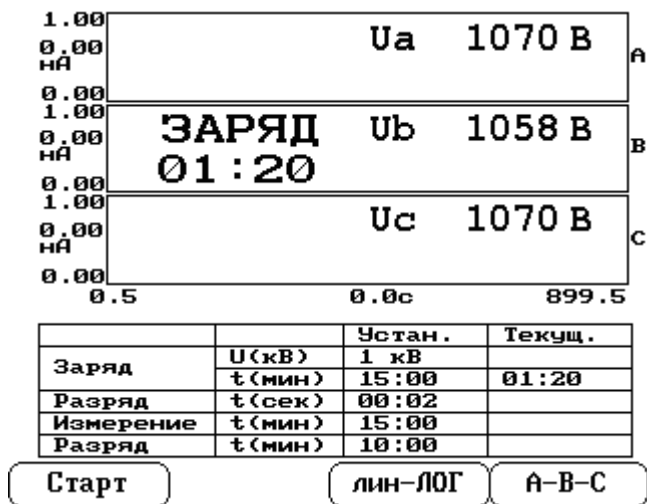 1.00
0.00 Ua 1070 В
нА A
0.00
1.00
0.00 ЗАРЯД Ub 1058 В
нА B
01:20
0.00
1.00
0.00 Uc 1070 В
нА C
0.00
0.5 0.0с 899.5
Устан. Текущ.
Заряд U(кВ) 1 кВ
t(мин) 15:00 01:20
Разряд t(сек) 00:02
Измерение t(мин) 15:00
Разряд t(мин) 10:00
Старт лин-ЛОГ A-B-C